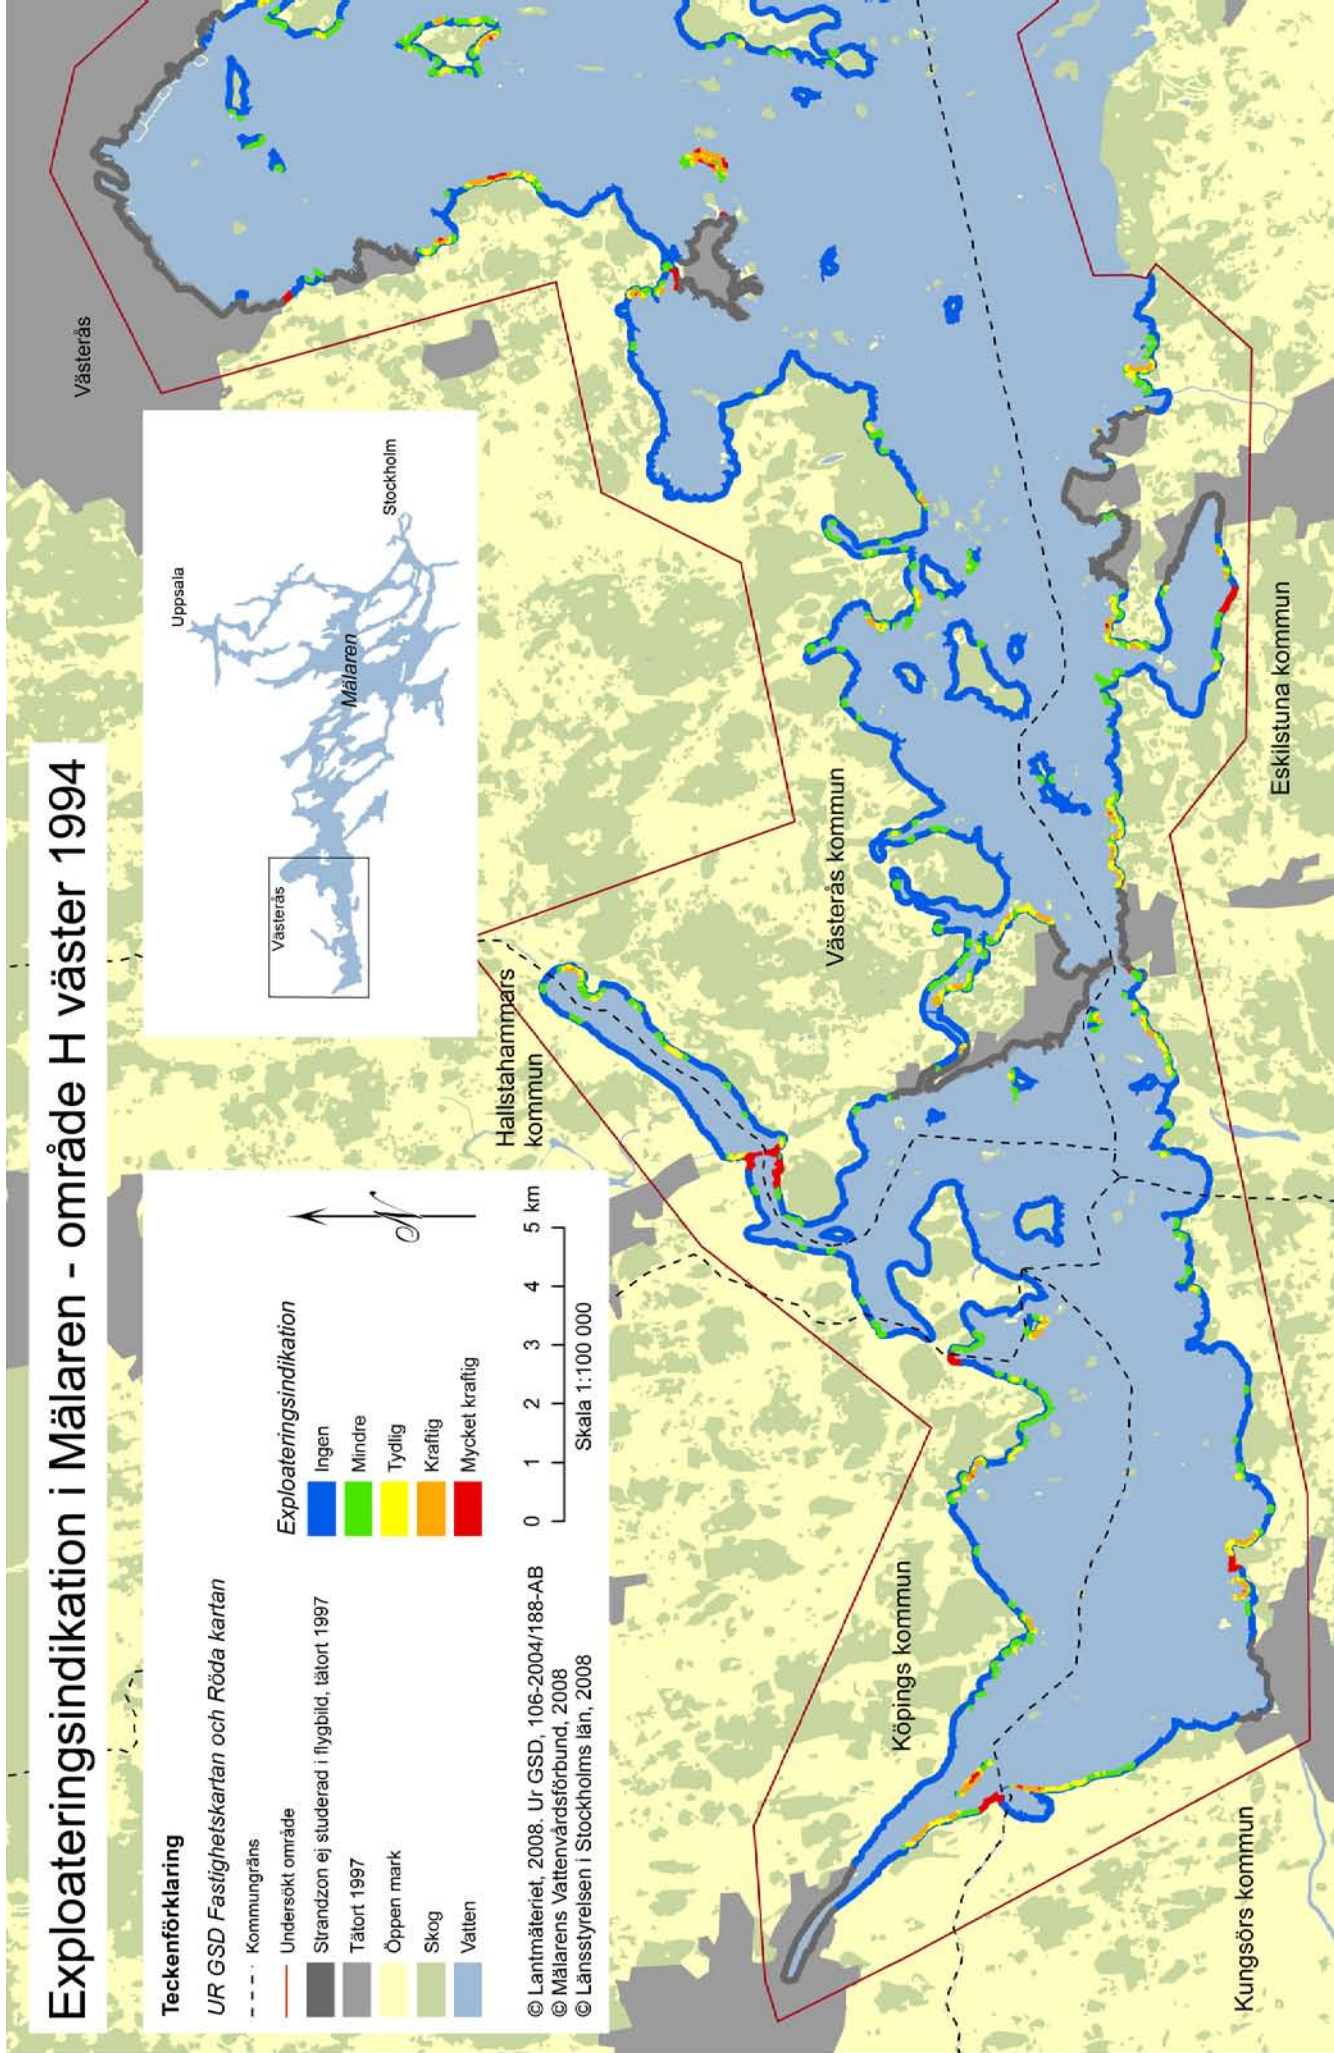 Exploateringsindikation i Mälaren - område H väster 1994
Teckenförklaring
UR GSD Fastighetskartan och Röda kartan
Kommungräns
Undersökt område
Strandzon ej studerad i flygbild, tätort 1997
Tätort 1997
Öppen mark
Skog
Vatten
Exploateringsindikation
Ingen
Mindre
Tydlig
Kraftig
Mycket kraftig
N
0 1 2 3 4 5 km
Skala 1:100 000
© Lantmäteriet, 2008. Ur GSD, 106-2004/188-AB
© Mälarens Vattenvårdsförbund, 2008
© Länsstyrelsen i Stockholms län, 2008
Uppsala
Västerås
Mälaren
Stockholm
Västerås
Hallstahammars
kommun
Västerås kommun
Köpings kommun
Eskilstuna kommun
Kungsörs kommun